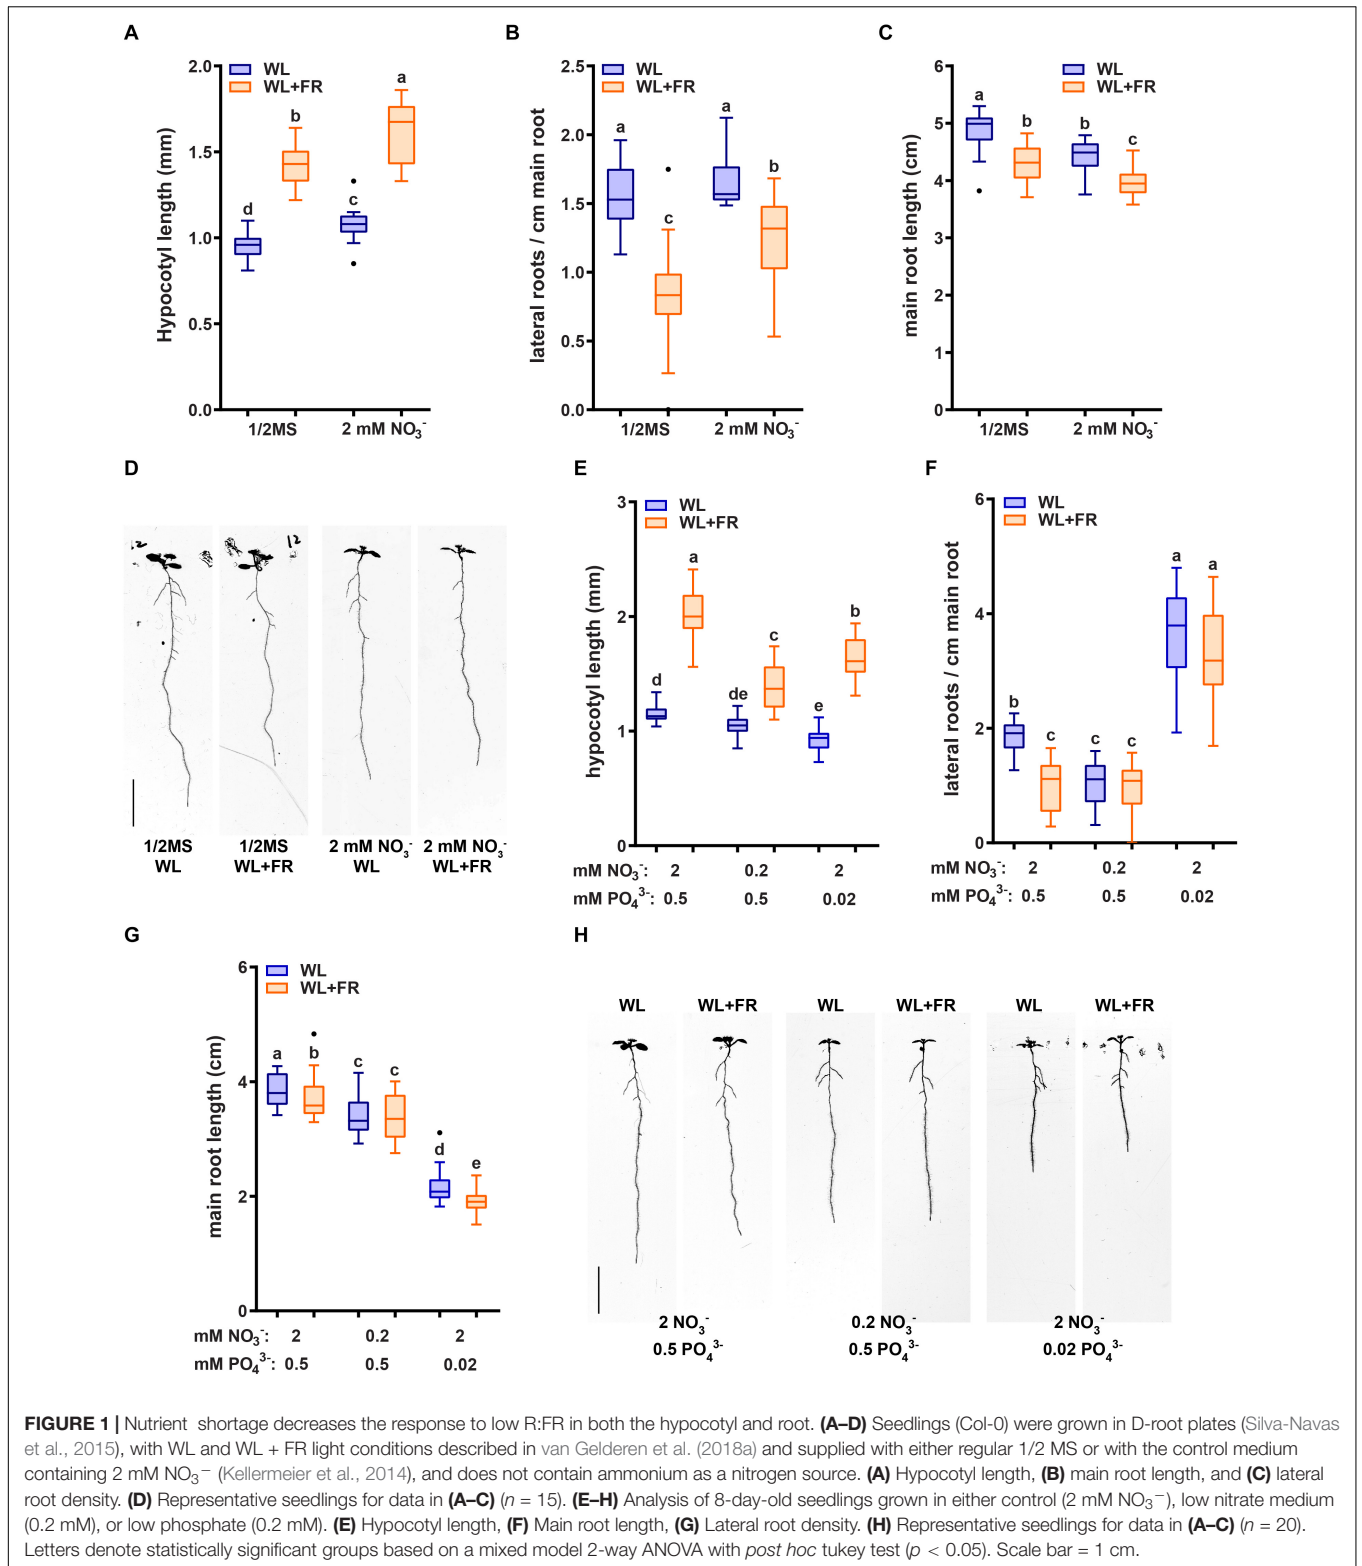 A
B
C
2.0
1.5
1.0
0.5
0.0
Hypocotyl length (mm)
WL
WL+FR
d
b
c
a
1/2MS
2 mM NO₃⁻
2.5
2.0
1.5
1.0
0.5
0.0
lateral roots / cm main root
WL
WL+FR
a
c
a
b
1/2MS
2 mM NO₃⁻
6
5
4
3
2
1
0
main root length (cm)
WL
WL+FR
a
b
b
c
1/2MS
2 mM NO₃⁻
D
E
F
12
1/2MS
WL
1/2MS
WL+FR
2 mM NO₃⁻
WL
2 mM NO₃⁻
WL+FR
3
2
1
0
hypocotyl length (mm)
WL
WL+FR
d
a
de
c
e
b
mM NO₃⁻: 2 0.2 2
mM PO₄³⁻: 0.5 0.5 0.02
6
4
2
0
lateral roots / cm main root
WL
WL+FR
b
c
c
c
a
a
mM NO₃⁻: 2 0.2 2
mM PO₄³⁻: 0.5 0.5 0.02
G
H
6
4
2
0
main root length (cm)
WL
WL+FR
a
b
c
c
d
e
mM NO₃⁻: 2 0.2 2
mM PO₄³⁻: 0.5 0.5 0.02
WL WL+FR WL WL+FR WL WL+FR
2 NO₃⁻ 0.2 NO₃⁻ 2 NO₃⁻
0.5 PO₄³⁻ 0.5 PO₄³⁻ 0.02 PO₄³⁻
FIGURE 1 | Nutrient shortage decreases the response to low R:FR in both the hypocotyl and root. (A–D) Seedlings (Col-0) were grown in D-root plates (Silva-Navas
et al., 2015), with WL and WL + FR light conditions described in van Gelderen et al. (2018a) and supplied with either regular 1/2 MS or with the control medium
containing 2 mM NO₃⁻ (Kellermeier et al., 2014), and does not contain ammonium as a nitrogen source. (A) Hypocotyl length, (B) main root length, and (C) lateral
root density. (D) Representative seedlings for data in (A–C) (n = 15). (E–H) Analysis of 8-day-old seedlings grown in either control (2 mM NO₃⁻), low nitrate medium
(0.2 mM), or low phosphate (0.2 mM). (E) Hypocotyl length, (F) Main root length, (G) Lateral root density. (H) Representative seedlings for data in (A–C) (n = 20).
Letters denote statistically significant groups based on a mixed model 2-way ANOVA with post hoc tukey test (p < 0.05). Scale bar = 1 cm.